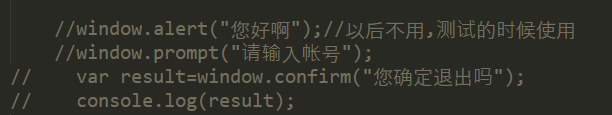 //window.alert("您好啊");//以后不用,测试的时候使用
//window.prompt("请输入帐号");
// var result=window.confirm("您确定退出吗");
// console.log(result);